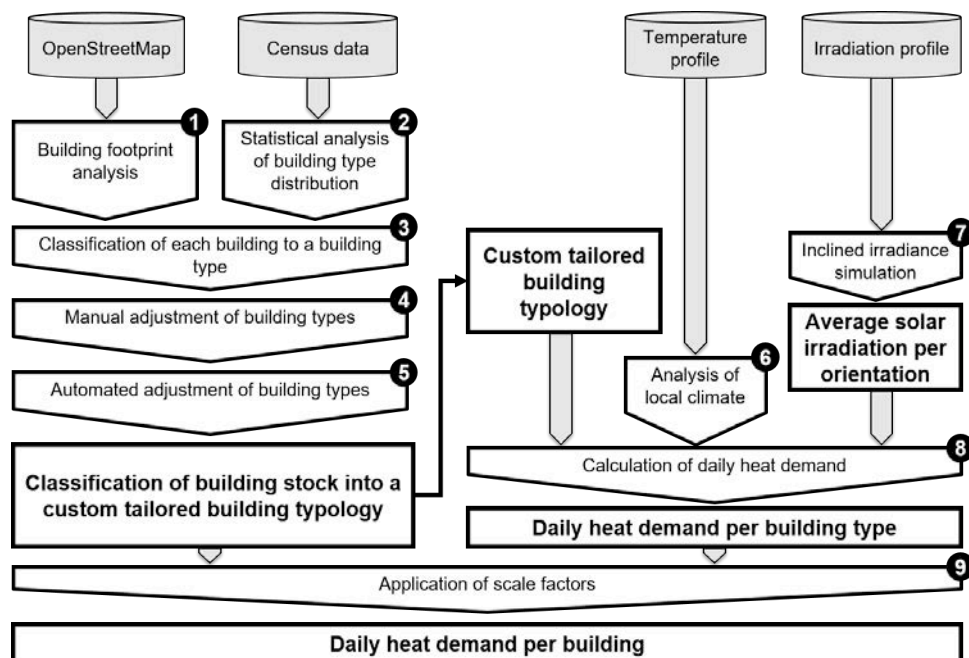 OpenStreetMap
Census data
Temperature
profile
Irradiation profile
1
Building footprint
analysis
2
Statistical analysis
of building type
distribution
3
Classification of each building to a building
type
4
Manual adjustment of building types
5
Automated adjustment of building types
Classification of building stock into a
custom tailored building typology
Custom tailored
building
typology
6
Analysis of
local climate
7
Inclined irradiance
simulation
Average solar
irradiation per
orientation
8
Calculation of daily heat demand
Daily heat demand per building type
9
Application of scale factors
Daily heat demand per building